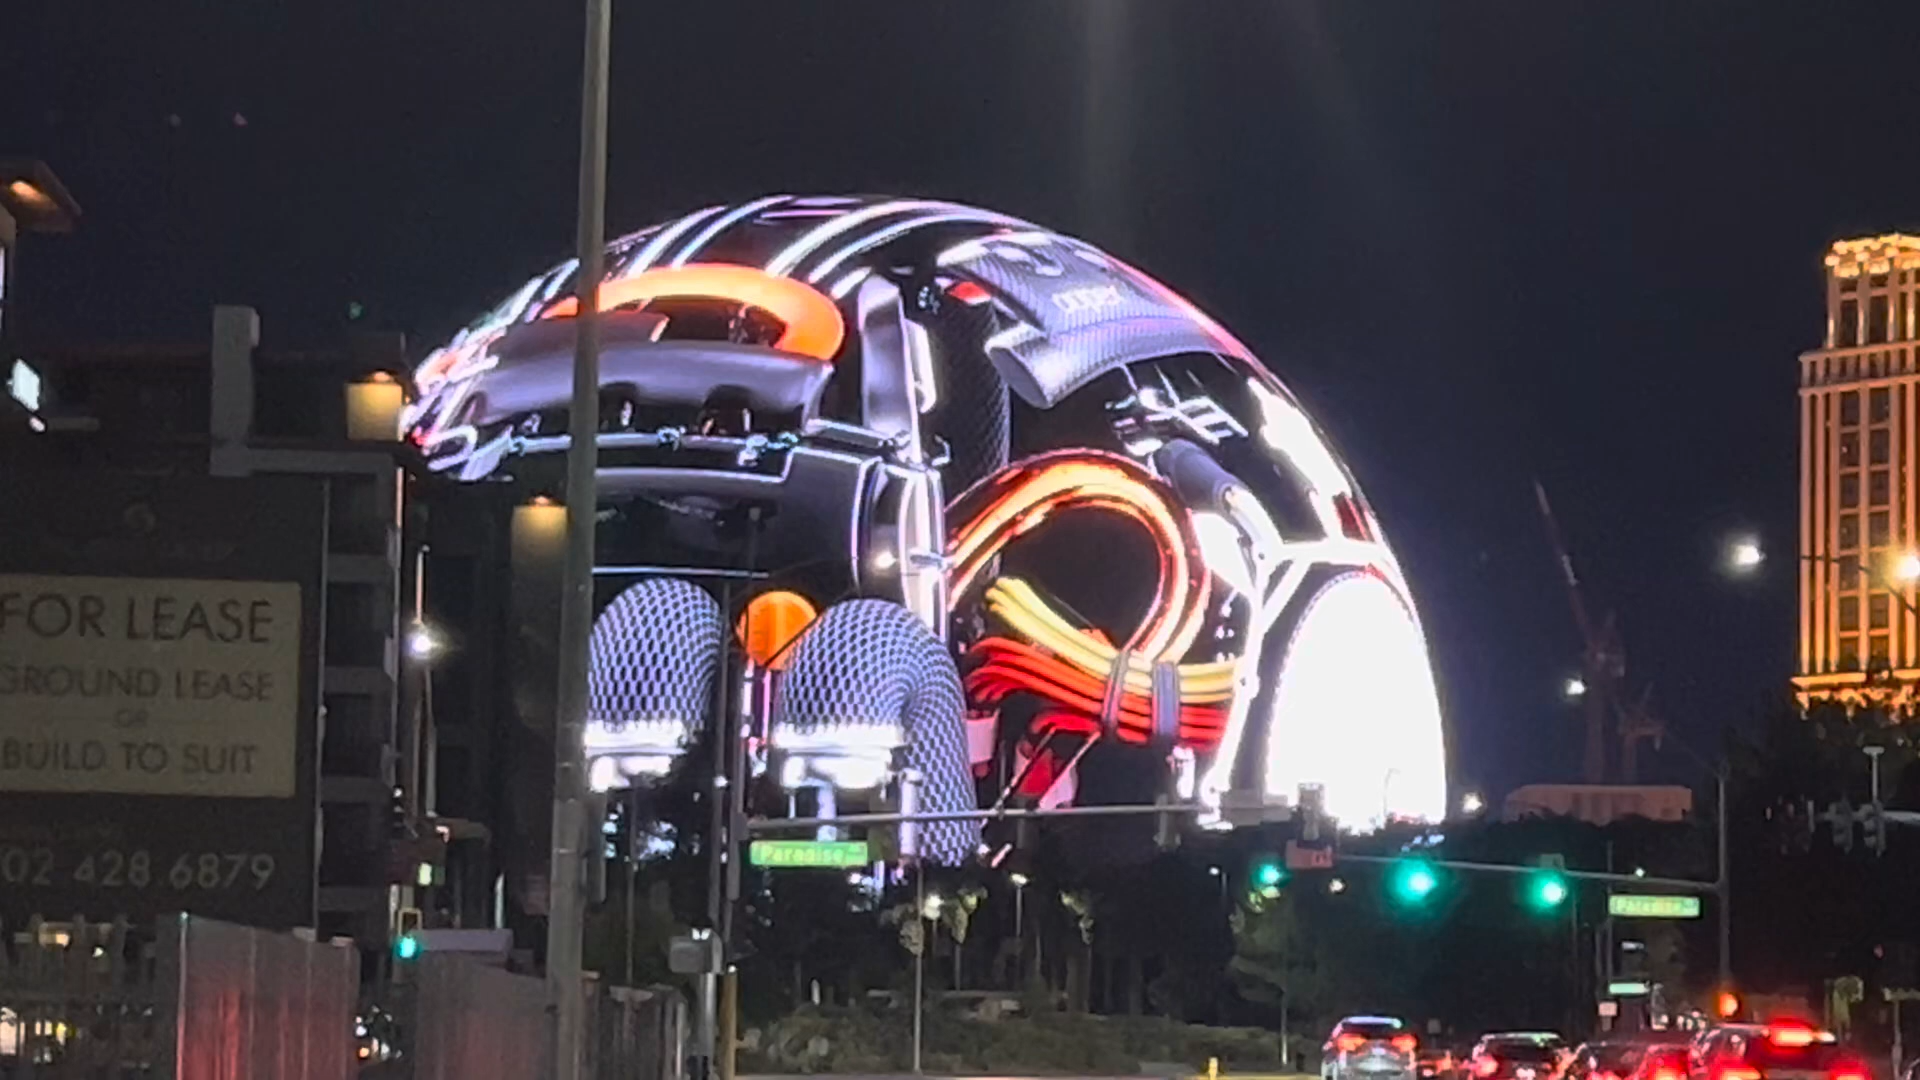 FOR LEASE
GROUND LEASE
OR
BUILD TO SUIT
02 428 6879
Paradise
Paradise